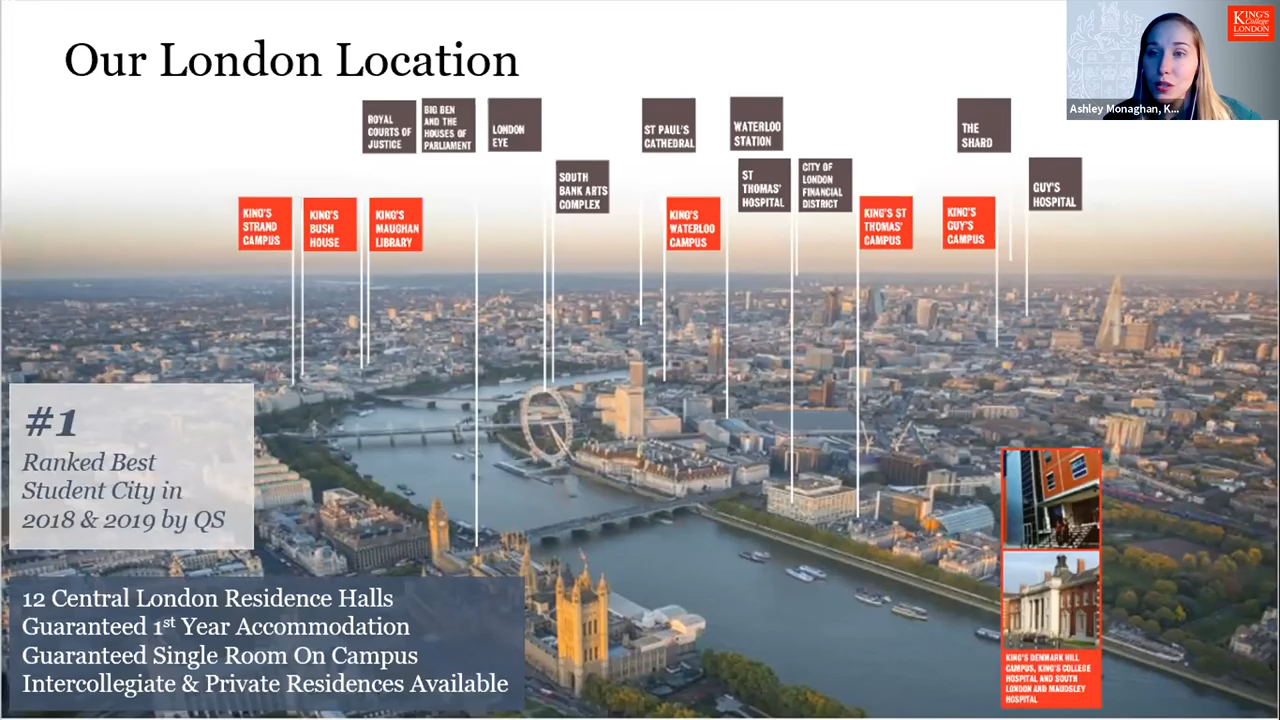 Our London Location
KING'S
College
LONDON
Ashley Monaghan, K...
ROYAL
COURTS OF
JUSTICE
BIG BEN
AND THE
HOUSES OF
PARLIAMENT
LONDON
EYE
SOUTH
BANK ARTS
COMPLEX
ST PAUL'S
CATHEDRAL
WATERLOO
STATION
ST
THOMAS'
HOSPITAL
CITY OF
LONDON
FINANCIAL
DISTRICT
THE
SHARD
GUY'S
HOSPITAL
KING'S
STRAND
CAMPUS
KING'S
BUSH
HOUSE
KING'S
MAUGHAN
LIBRARY
KING'S
WATERLOO
CAMPUS
KING'S ST
THOMAS'
CAMPUS
KING'S
GUY'S
CAMPUS
#1
Ranked Best
Student City in
2018 & 2019 by QS
12 Central London Residence Halls
Guaranteed 1st Year Accommodation
Guaranteed Single Room On Campus
Intercollegiate & Private Residences Available
KING'S DENMARK HILL
CAMPUS, KING'S COLLEGE
HOSPITAL AND SOUTH
LONDON AND MAUDSLEY
HOSPITAL